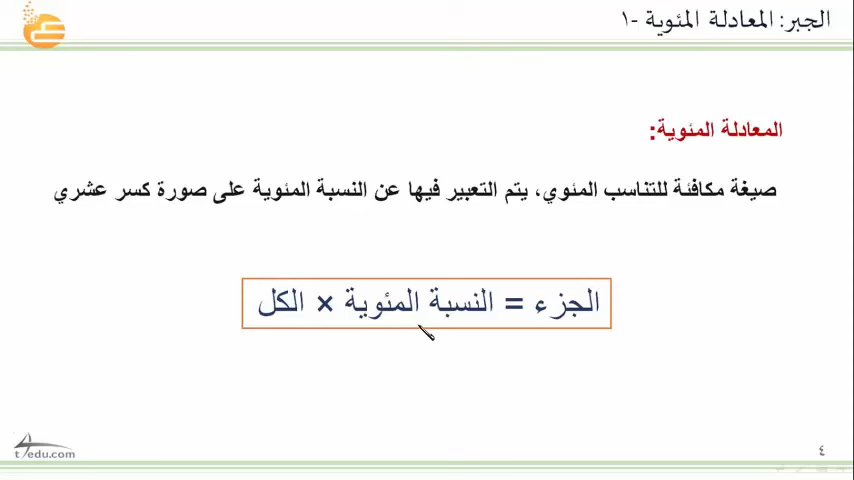 الجبر: المعادلة المئوية -١
المعادلة المئوية:
صيغة مكافئة للتناسب المئوي، يتم التعبير فيها عن النسبة المئوية على صورة كسر عشري
الجزء = النسبة المئوية × الكل
t4edu.com
٤